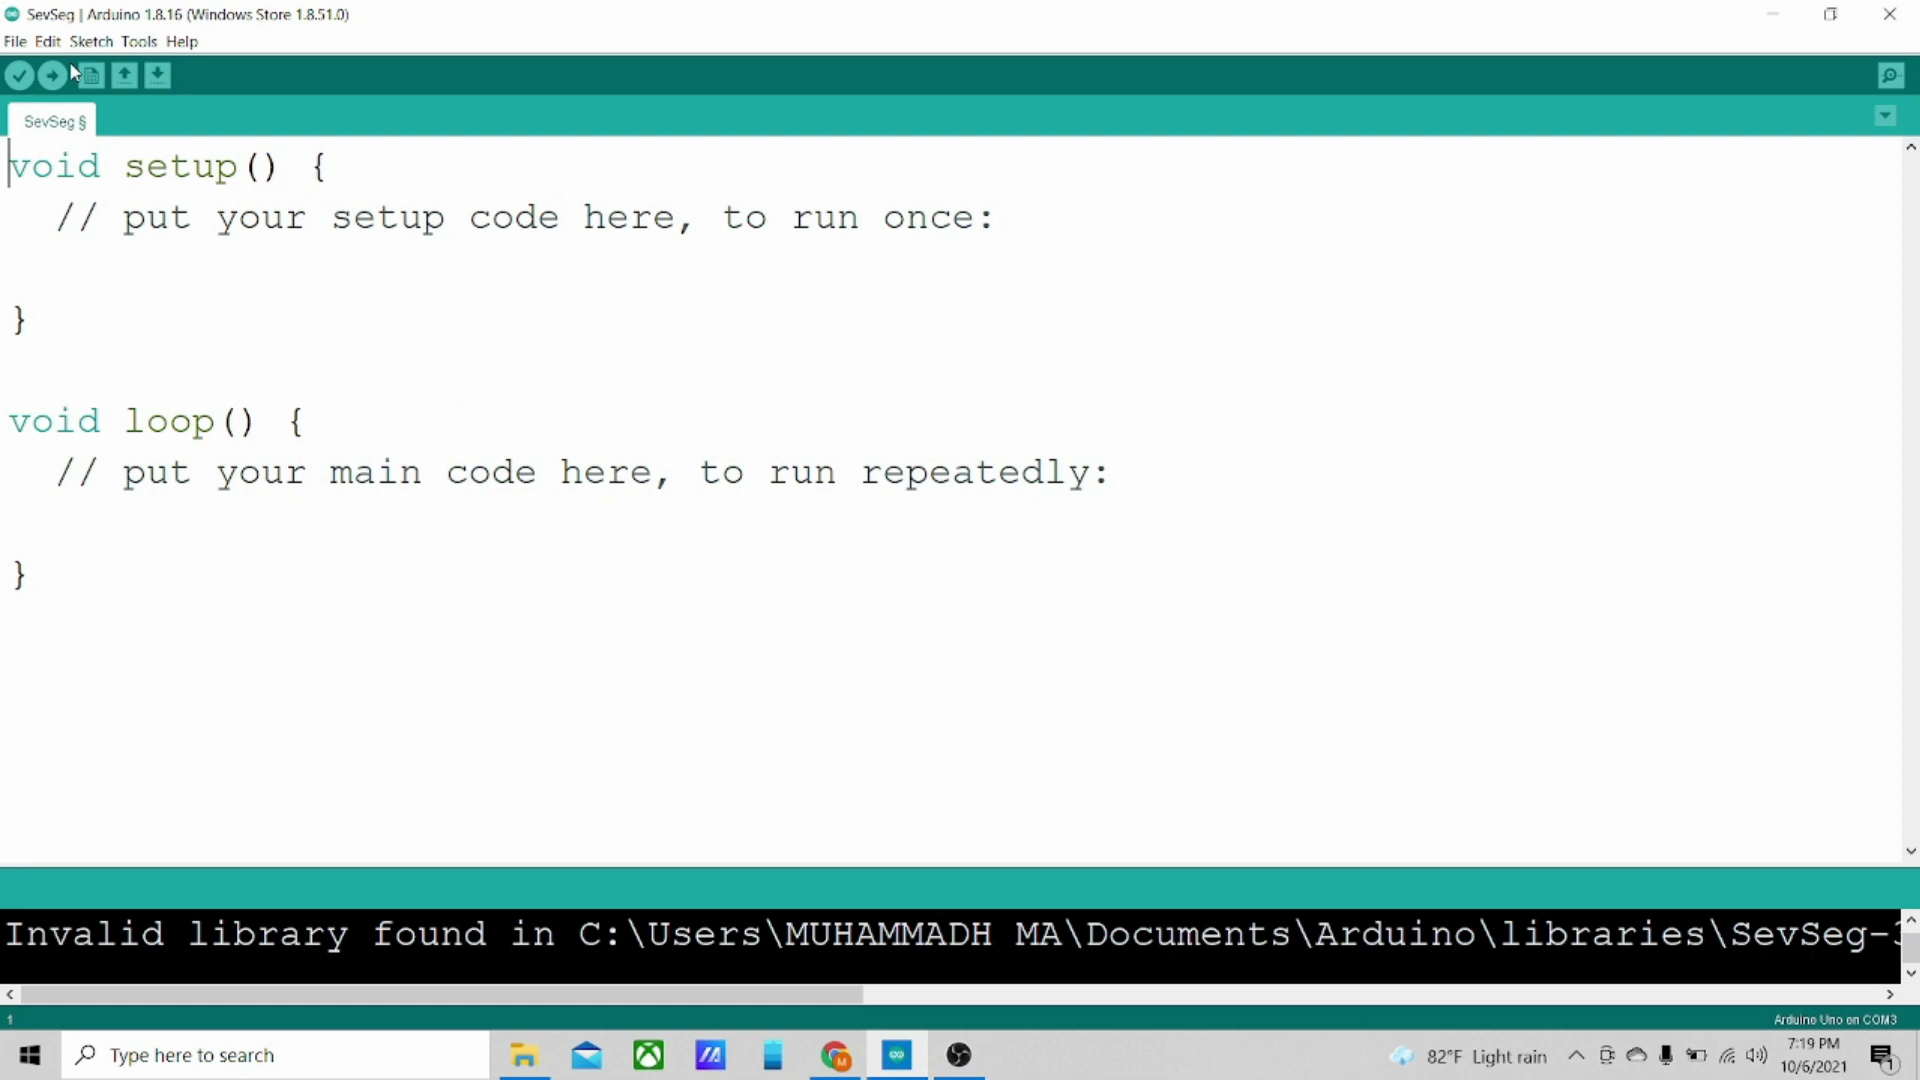 SevSeg | Arduino 1.8.16 (Windows Store 1.8.51.0)
File Edit Sketch Tools Help
SevSeg §
void setup() {
// put your setup code here, to run once:
}
void loop() {
// put your main code here, to run repeatedly:
}
Invalid library found in C:\Users\MUHAMMADH MA\Documents\Arduino\libraries\SevSeg-
1
Arduino Uno on COM3
Type here to search
82°F Light rain
7:19 PM
10/6/2021
1